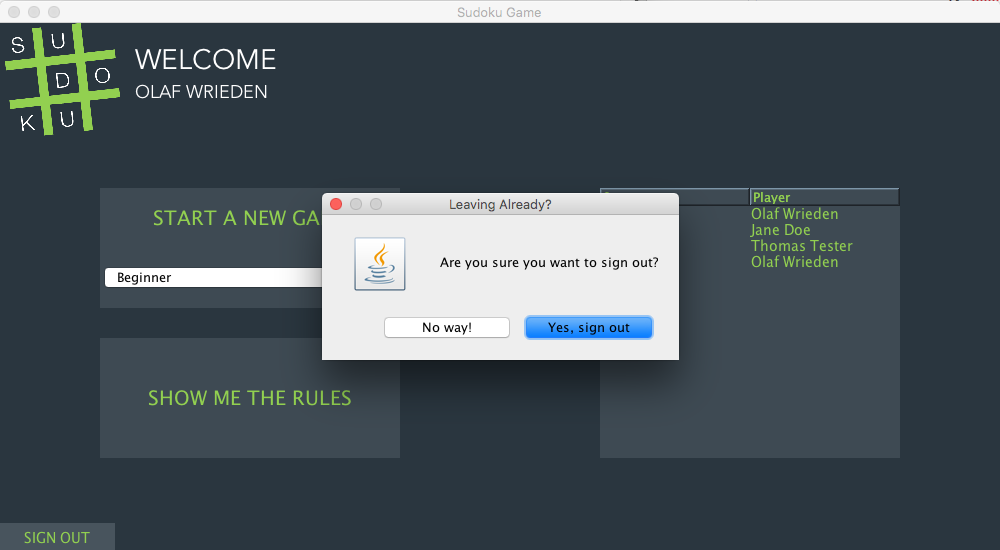 Sudoku Game
S U
D O
K U
WELCOME
OLAF WRIEDEN
START A NEW GA
Beginner
SHOW ME THE RULES
Leaving Already?
Are you sure you want to sign out?
No way!
Yes, sign out
Player
Olaf Wrieden
Jane Doe
Thomas Tester
Olaf Wrieden
SIGN OUT